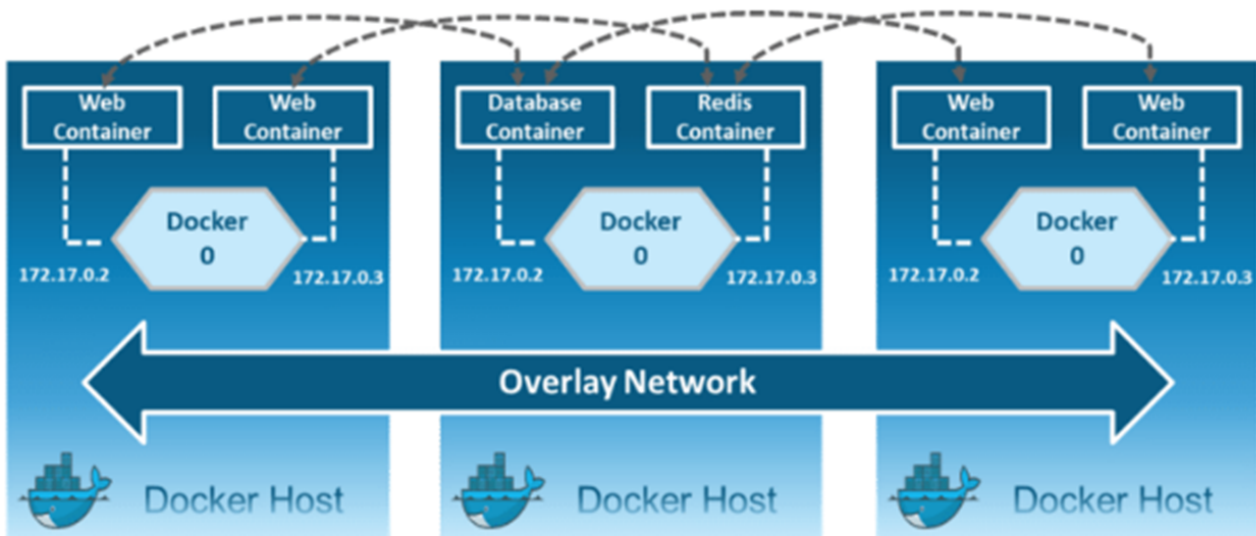 Web
Container
Web
Container
Database
Container
Redis
Container
Web
Container
Web
Container
Docker
0
172.17.0.2
172.17.0.3
Docker
0
172.17.0.2
172.17.0.3
Docker
0
172.17.0.2
172.17.0.3
Overlay Network
Docker Host
Docker Host
Docker Host